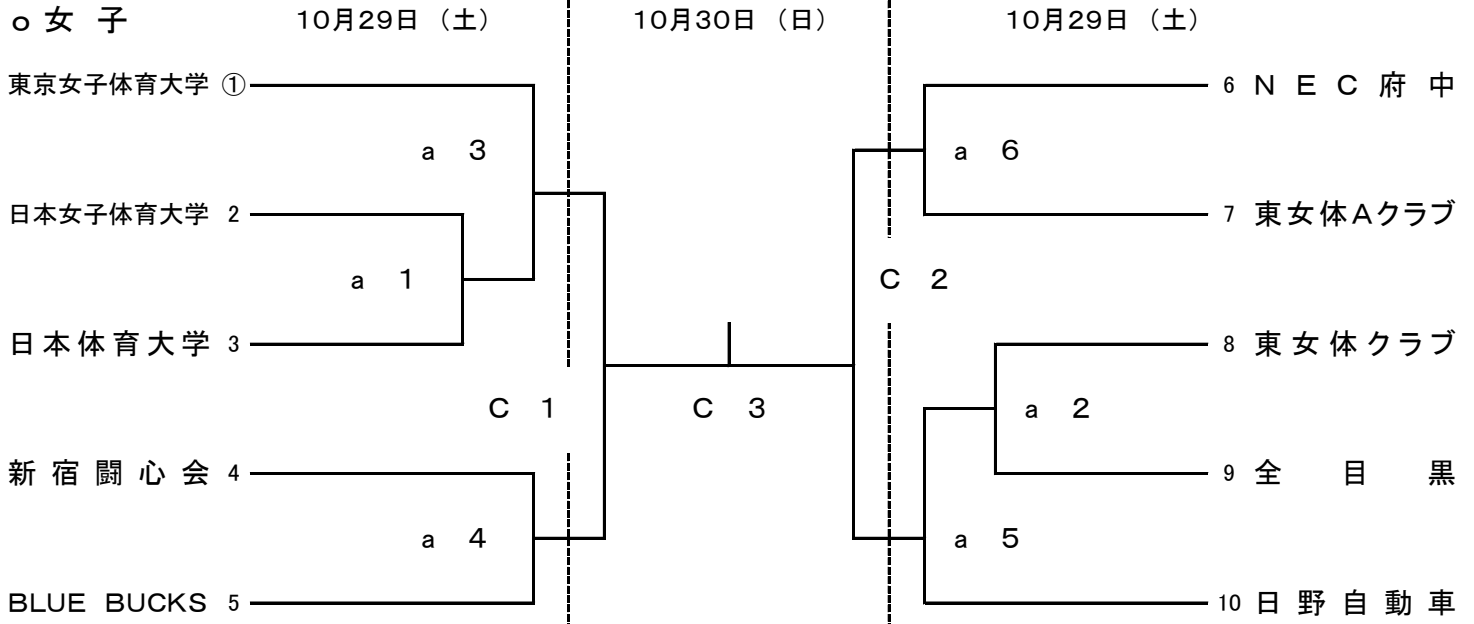 o 女 子 10月29日 （土） 10月30日 （日） 10月29日 （土）
東京女子体育大学 ① 6 ＮＥＣ府中
a 3 a 6
日本女子体育大学 2 7 東女体Ａクラブ
a 1 C 2
日本体育大学 3 8 東女体クラブ
C 1 C 3 a 2
新宿闘心会 4 9 全目黒
a 4 a 5
BLUE BUCKS 5 10 日野自動車